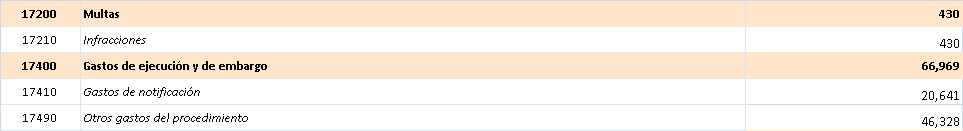 17200 Multas 430
17210 Infracciones 430
17400 Gastos de ejecución y de embargo 66,969
17410 Gastos de notificación 20,641
17490 Otros gastos del procedimiento 46,328